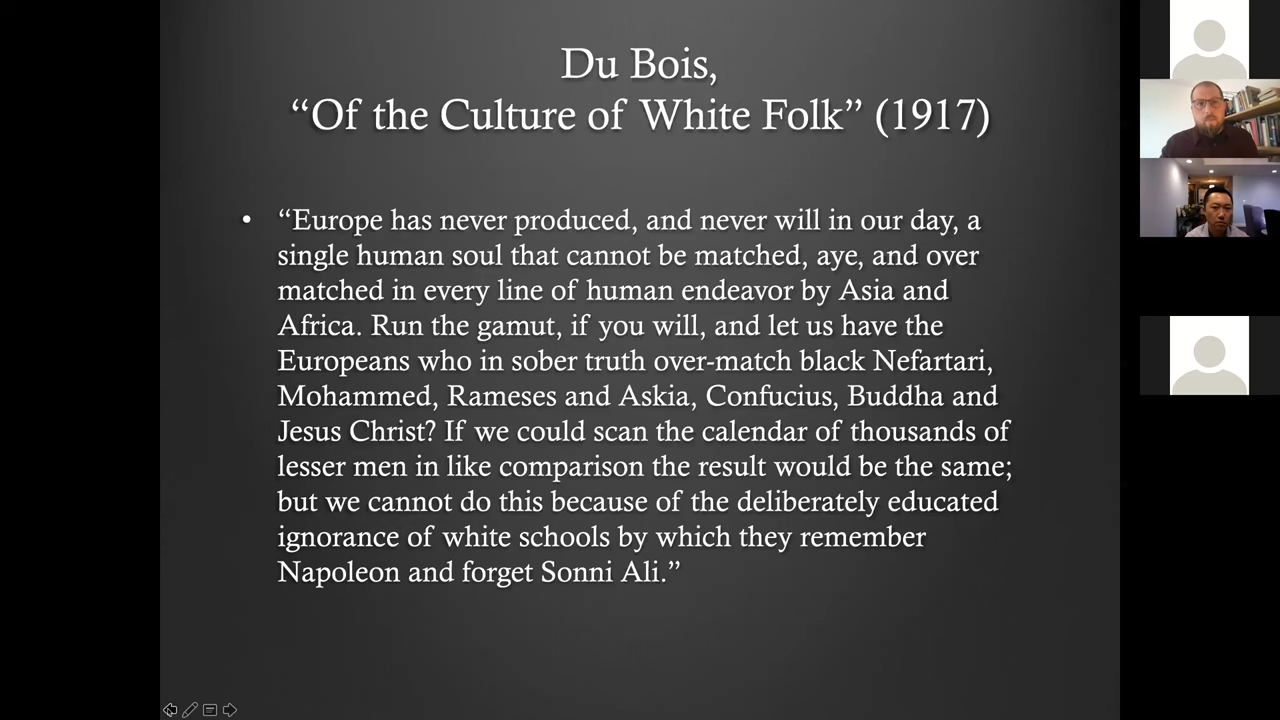 Du Bois,
“Of the Culture of White Folk” (1917)
• “Europe has never produced, and never will in our day, a
single human soul that cannot be matched, aye, and over
matched in every line of human endeavor by Asia and
Africa. Run the gamut, if you will, and let us have the
Europeans who in sober truth over-match black Nefartari,
Mohammed, Rameses and Askia, Confucius, Buddha and
Jesus Christ? If we could scan the calendar of thousands of
lesser men in like comparison the result would be the same;
but we cannot do this because of the deliberately educated
ignorance of white schools by which they remember
Napoleon and forget Sonni Ali.”